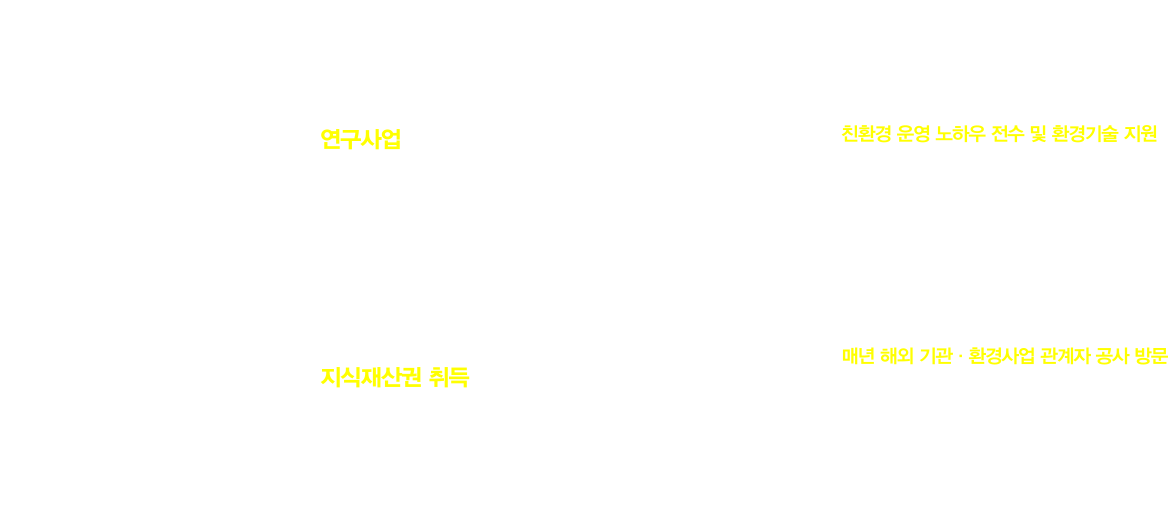 연구사업
지식재산권 취득
친환경 운영 노하우 전수 및 환경기술 지원
매년 해외 기관 · 환경사업 관계자 공사 방문